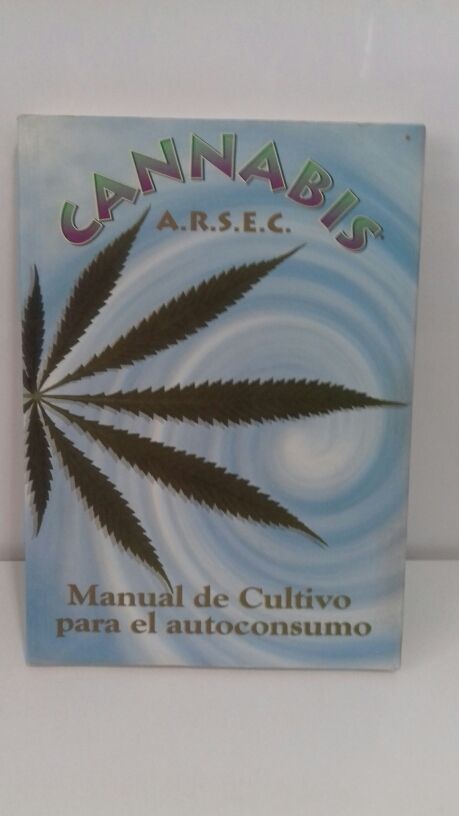 CANNABIS
A.R.S.E.C.
Manual de Cultivo
para el autoconsumo